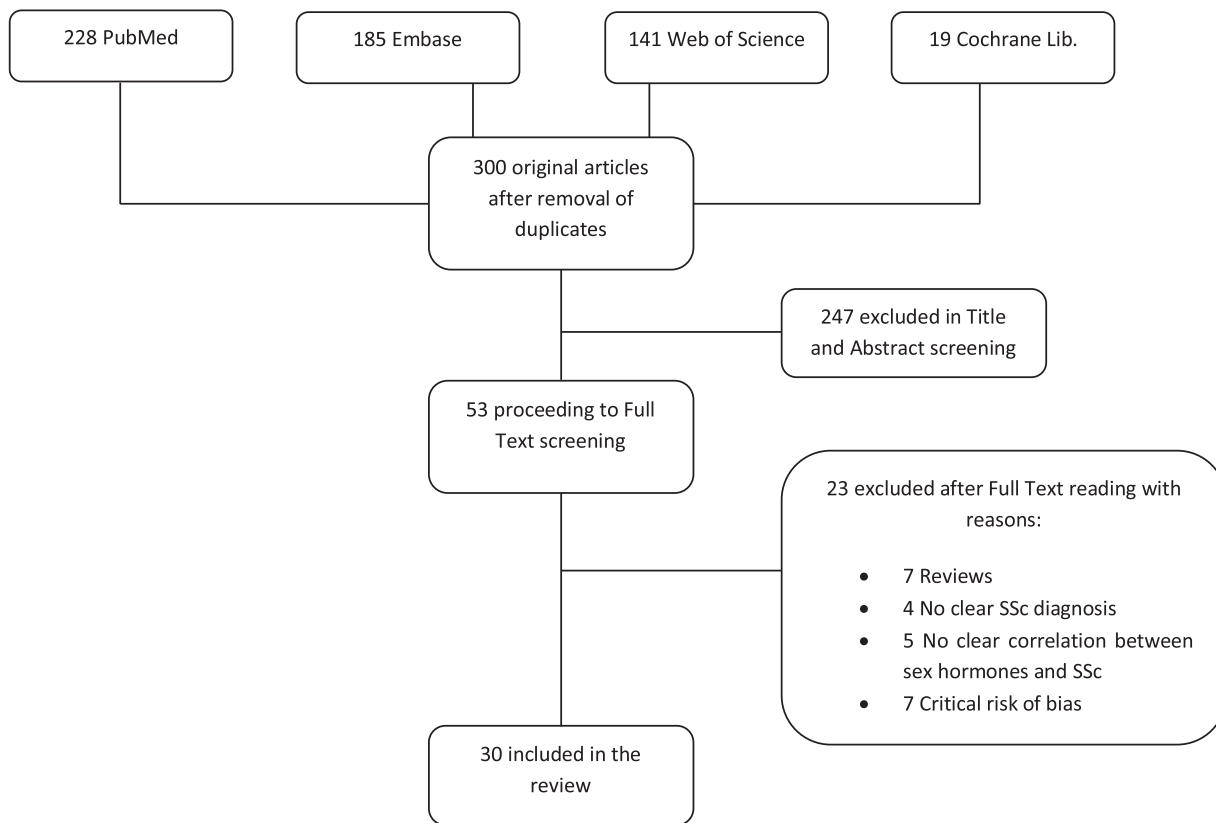 228 PubMed
185 Embase
141 Web of Science
19 Cochrane Lib.
300 original articles
after removal of
duplicates
247 excluded in Title
and Abstract screening
53 proceeding to Full
Text screening
23 excluded after Full Text reading with
reasons:
• 7 Reviews
• 4 No clear SSc diagnosis
• 5 No clear correlation between
sex hormones and SSc
• 7 Critical risk of bias
30 included in the
review